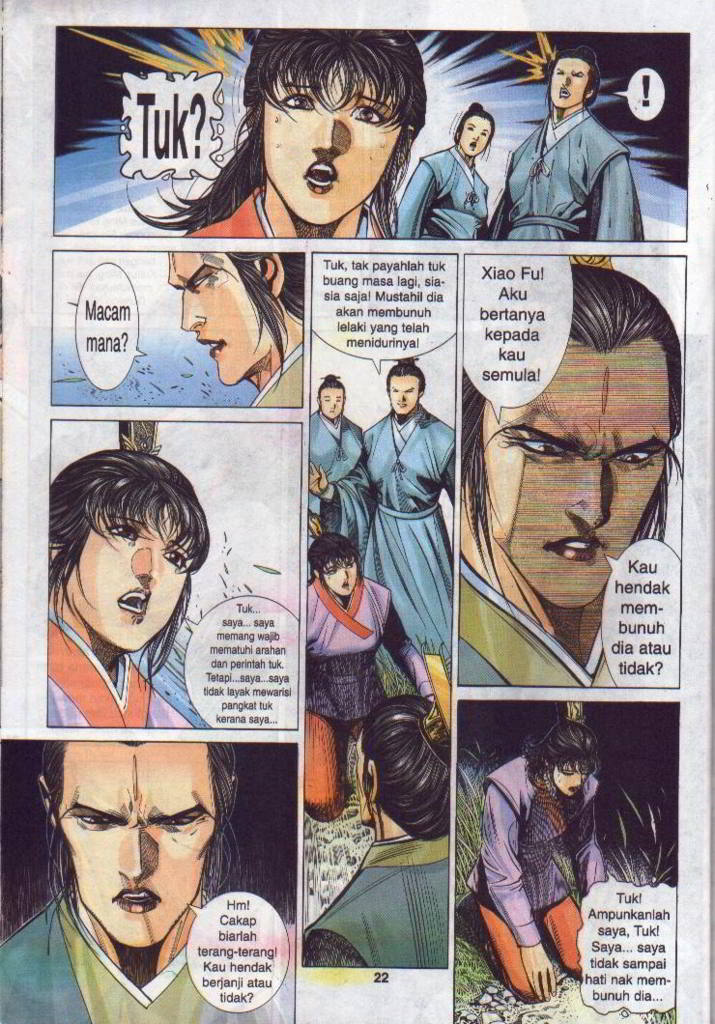 Tuk?
!
Macam
mana?
Tuk, tak payahlah tuk
buang masa lagi, sia-
sia saja! Mustahil dia
akan membunuh
lelaki yang telah
menidurinya!
Xiao Fu!
Aku
bertanya
kepada
kau
semula!
Kau
hendak
mem-
bunuh
dia atau
tidak?
Tuk...
saya... saya
memang wajib
mematuhi arahan
dan perintah tuk.
Tetapi...saya...saya
tidak layak mewarisi
pangkat tuk
kerana saya...
Hm!
Cakap
biarlah
terang-terang!
Kau hendak
berjanji atau
tidak?
Tuk!
Ampunkanlah
saya, Tuk!
Saya... saya
tidak sampai
hati nak mem-
bunuh dia...
22